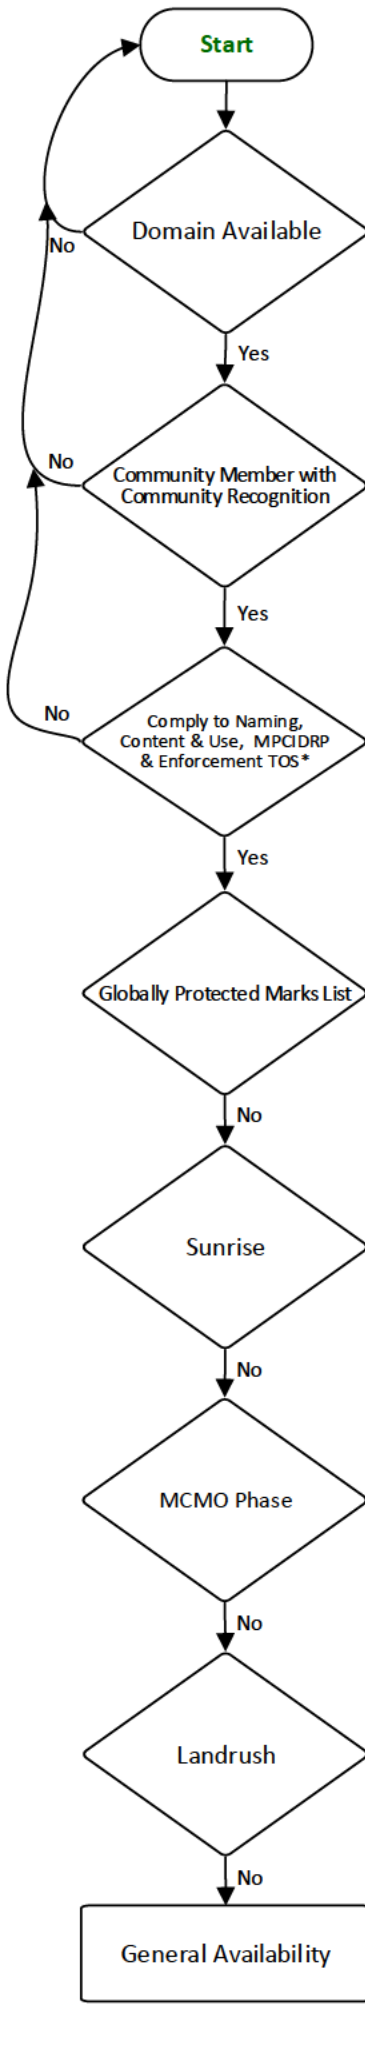 Start
Domain Available
No
Yes
No
Community Member with
Community Recognition
Yes
No
Comply to Naming,
Content & Use, MPCIDRP
& Enforcement TOS*
Yes
Globally Protected Marks List
No
Sunrise
No
MCMO Phase
No
Landrush
No
General Availability